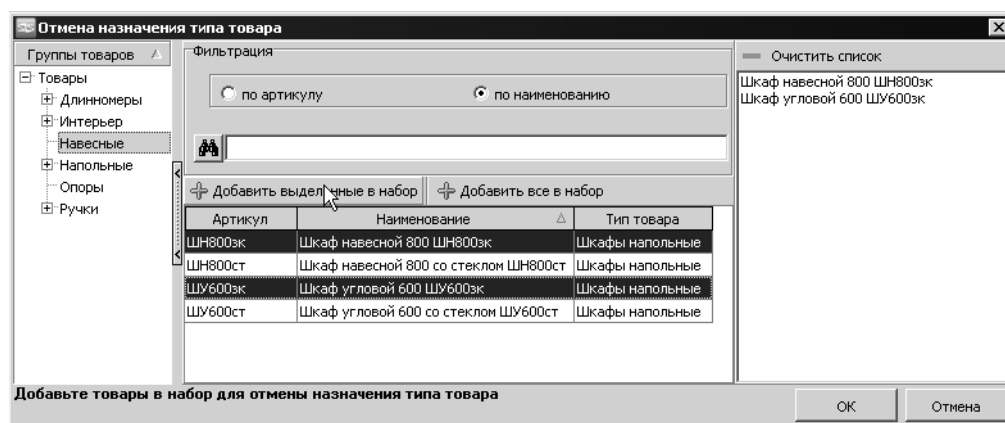 Отмена назначения типа товара
Группы товаров
Товары
Длинномеры
Интерьер
Навесные
Напольные
Опоры
Ручки
Фильтрация
по артикулу
по наименованию
Добавить выделенные в набор
Добавить все в набор
Артикул Наименование Тип товара
ШН800зк Шкаф навесной 800 ШН800зк Шкафы напольные
ШН800ст Шкаф навесной 800 со стеклом ШН800ст Шкафы напольные
ШУ600зк Шкаф угловой 600 ШУ600зк Шкафы напольные
ШУ600ст Шкаф угловой 600 со стеклом ШУ600ст Шкафы напольные
Очистить список
Шкаф навесной 800 ШН800зк
Шкаф угловой 600 ШУ600зк
Добавьте товары в набор для отмены назначения типа товара
ОК
Отмена